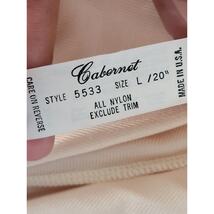 Cabernet
STYLE 5533 SIZE L/20"
ALL NYLON
EXCLUDE TRIM
CARE ON REVERSE
MADE IN U.S.A.